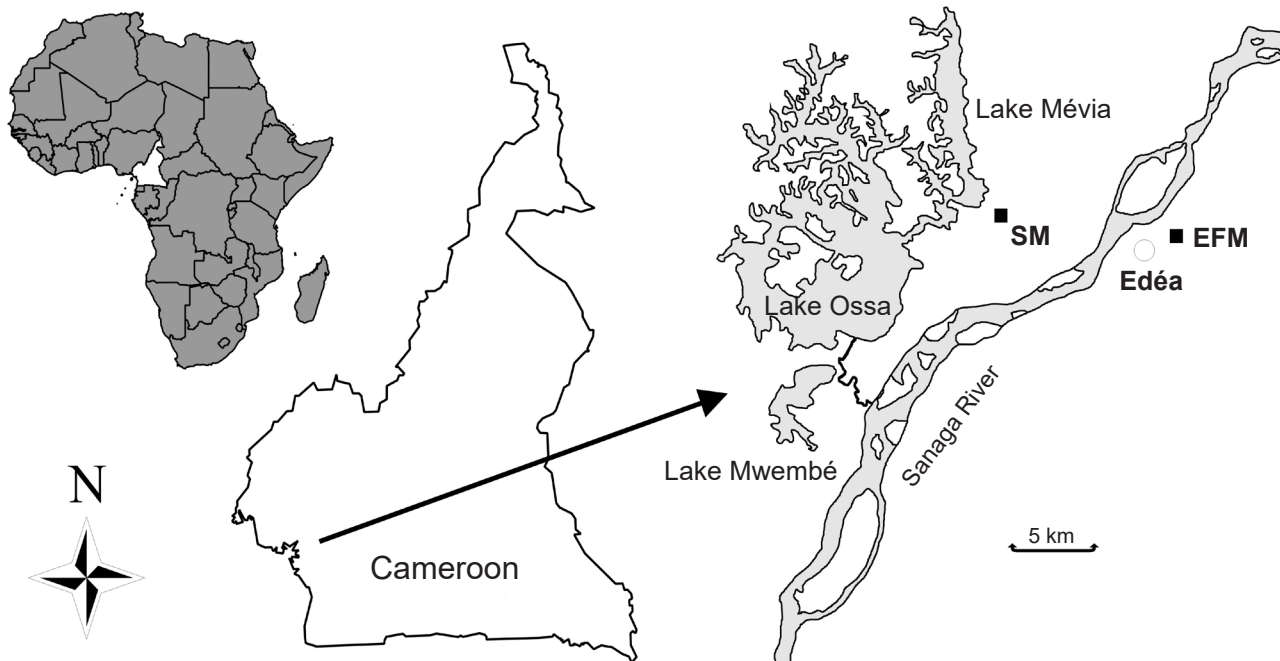 Lake Mévia
SM
EFM
Edéa
Lake Ossa
Sanaga River
Lake Mwembé
N
5 km
Cameroon